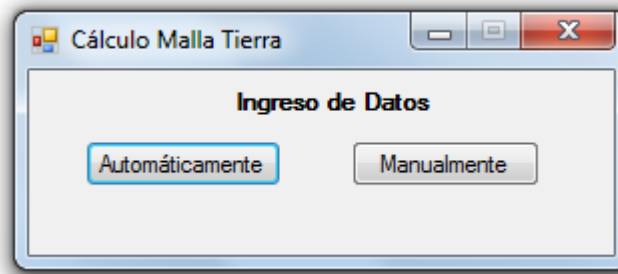 Cálculo Malla Tierra
Ingreso de Datos
Automáticamente Manualmente